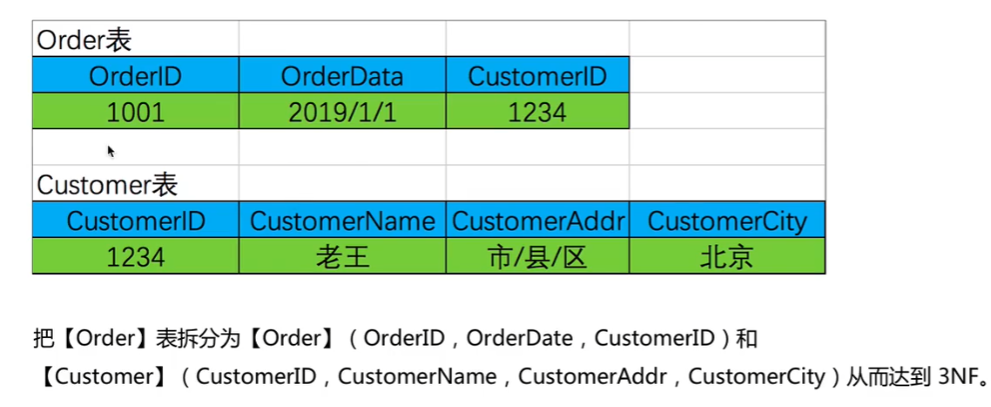 Order表
OrderID OrderData CustomerID
1001 2019/1/1 1234
Customer表
CustomerID CustomerName CustomerAddr CustomerCity
1234 老王 市/县/区 北京
把【Order】表拆分为【Order】（OrderID，OrderDate，CustomerID）和
【Customer】（CustomerID，CustomerName，CustomerAddr，CustomerCity）从而达到 3NF。